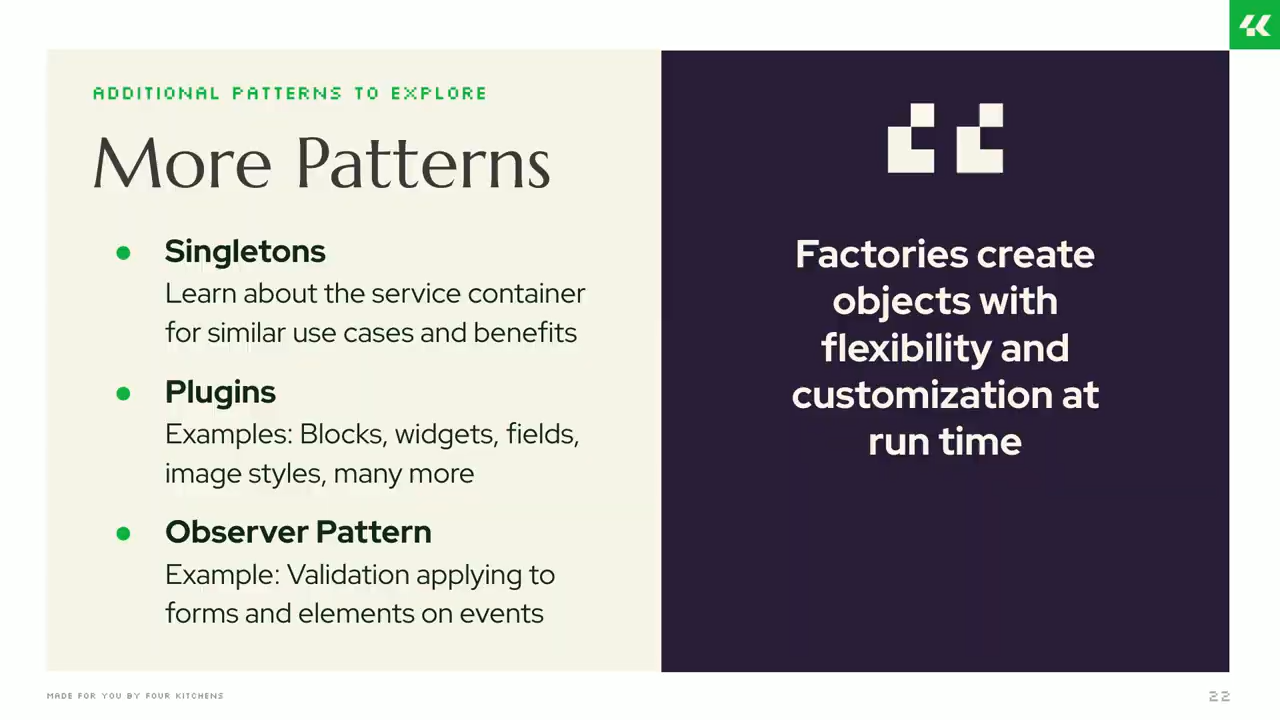 ADDITIONAL PATTERNS TO EXPLORE
More Patterns
● Singletons
Learn about the service container
for similar use cases and benefits
● Plugins
Examples: Blocks, widgets, fields,
image styles, many more
● Observer Pattern
Example: Validation applying to
forms and elements on events
Factories create
objects with
flexibility and
customization at
run time
MADE FOR YOU BY FOUR KITCHENS
22